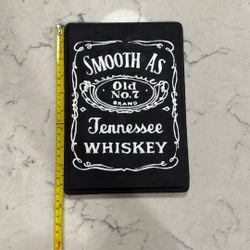 SMOOTH AS
Old
No.7
BRAND
Tennessee
WHISKEY